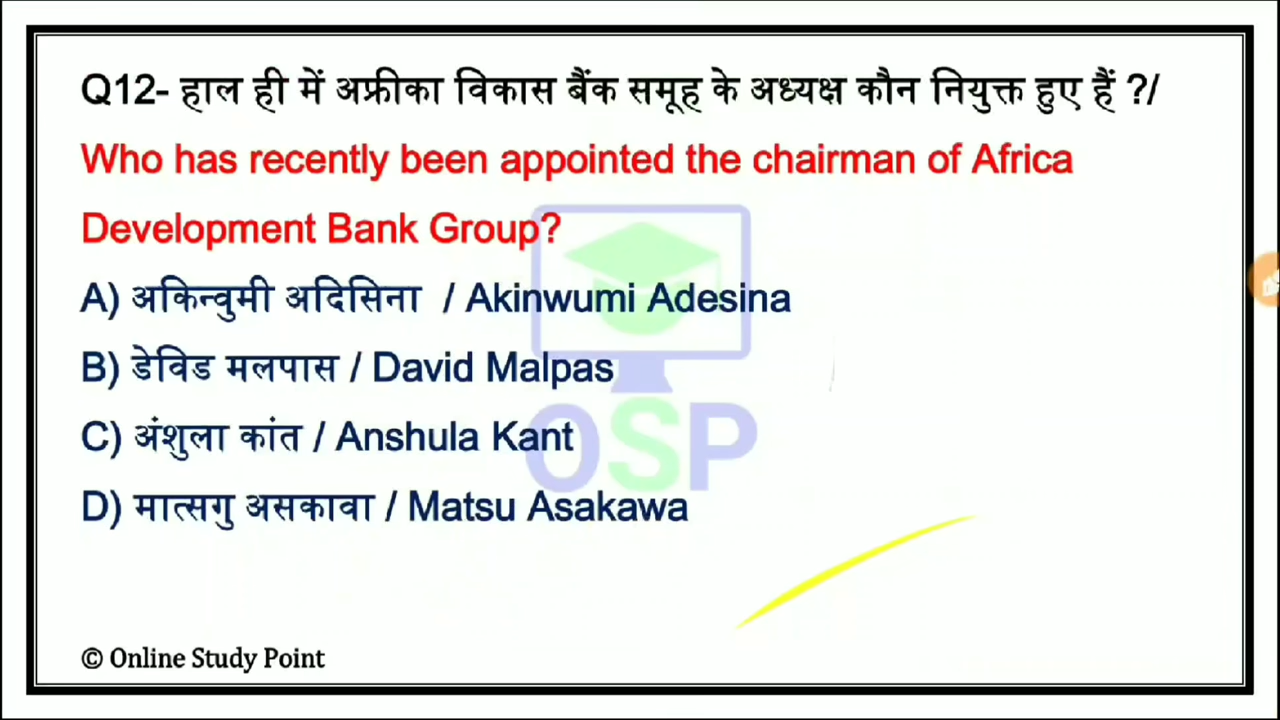 Q12- हाल ही में अफ्रीका विकास बैंक समूह के अध्यक्ष कौन नियुक्त हुए हैं ?/
Who has recently been appointed the chairman of Africa
Development Bank Group?
A) अकिन्वुमी अदिसिना / Akinwumi Adesina
B) डेविड मलपास / David Malpas
C) अंशुला कांत / Anshula Kant
D) मात्सगु असकावा / Matsu Asakawa
OSP
© Online Study Point